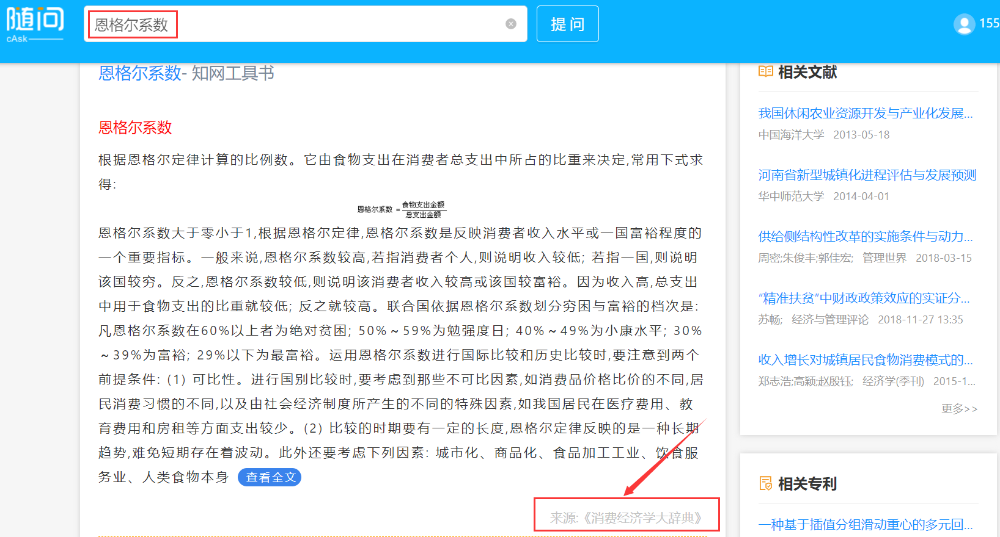 随问
cAsk
恩格尔系数
提 问
155
恩格尔系数- 知网工具书
恩格尔系数
根据恩格尔定律计算的比例数。它由食物支出在消费者总支出中所占的比重来决定,常用下式求
得:
恩格尔系数 = 食物支出金额
总支出金额
恩格尔系数大于零小于1,根据恩格尔定律,恩格尔系数是反映消费者收入水平或一国富裕程度的
一个重要指标。一般来说,恩格尔系数较高,若指消费者个人,则说明收入较低; 若指一国,则说明
该国较穷。反之,恩格尔系数较低,则说明该消费者收入较高或该国较富裕。因为收入高,总支出
中用于食物支出的比重就较低; 反之就较高。联合国依据恩格尔系数划分穷困与富裕的档次是:
凡恩格尔系数在60%以上者为绝对贫困; 50%～59%为勉强度日; 40%～49%为小康水平; 30%
～39%为富裕; 29%以下为最富裕。运用恩格尔系数进行国际比较和历史比较时,要注意到两个
前提条件: (1) 可比性。进行国别比较时,要考虑到那些不可比因素,如消费品价格比价的不同,居
民消费习惯的不同,以及由社会经济制度所产生的不同的特殊因素,如我国居民在医疗费用、教
育费用和房租等方面支出较少。(2) 比较的时期要有一定的长度,恩格尔定律反映的是一种长期
趋势,难免短期存在着波动。此外还要考虑下列因素: 城市化、商品化、食品加工工业、饮食服
务业、人类食物本身 查看全文
来源:《消费经济学大辞典》
相关文献
我国休闲农业资源开发与产业化发展...
中国海洋大学 2013-05-18
河南省新型城镇化进程评估与发展预测
华中师范大学 2014-04-01
供给侧结构性改革的实施条件与动力...
周密;朱俊丰;郭佳宏; 管理世界 2018-03-15
“精准扶贫”中财政政策效应的实证分...
苏畅; 经济与管理评论 2018-11-27 13:35
收入增长对城镇居民食物消费模式的...
郑志浩;高颖;赵殷钰; 经济学(季刊) 2015-1...
更多>>
相关专利
一种基于插值分组滑动重心的多元回...